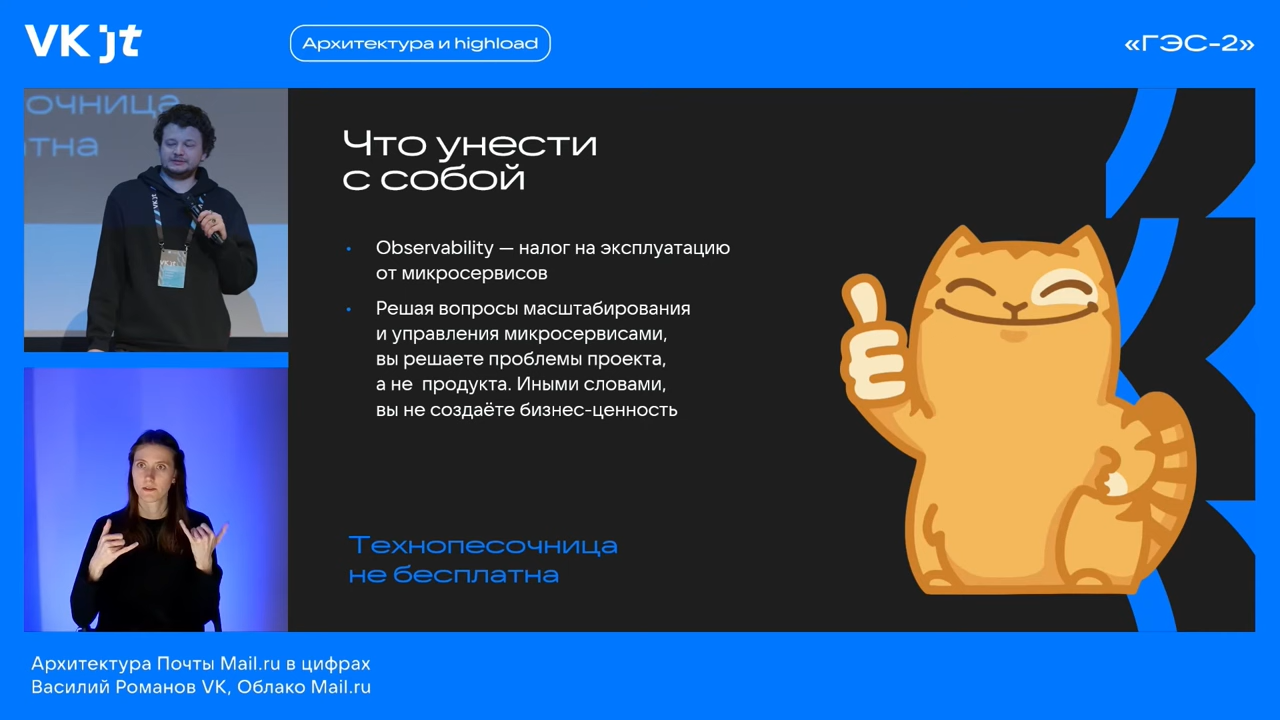 VK jt
Архитектура и highload
«ГЭС-2»
очница
атна
Что унести
с собой
Observability — налог на эксплуатацию
от микросервисов
Решая вопросы масштабирования
и управления микросервисами,
вы решаете проблемы проекта,
а не продукта. Иными словами,
вы не создаёте бизнес-ценность
Технопесочница
не бесплатна
Архитектура Почты Mail.ru в цифрах
Василий Романов VK, Облако Mail.ru